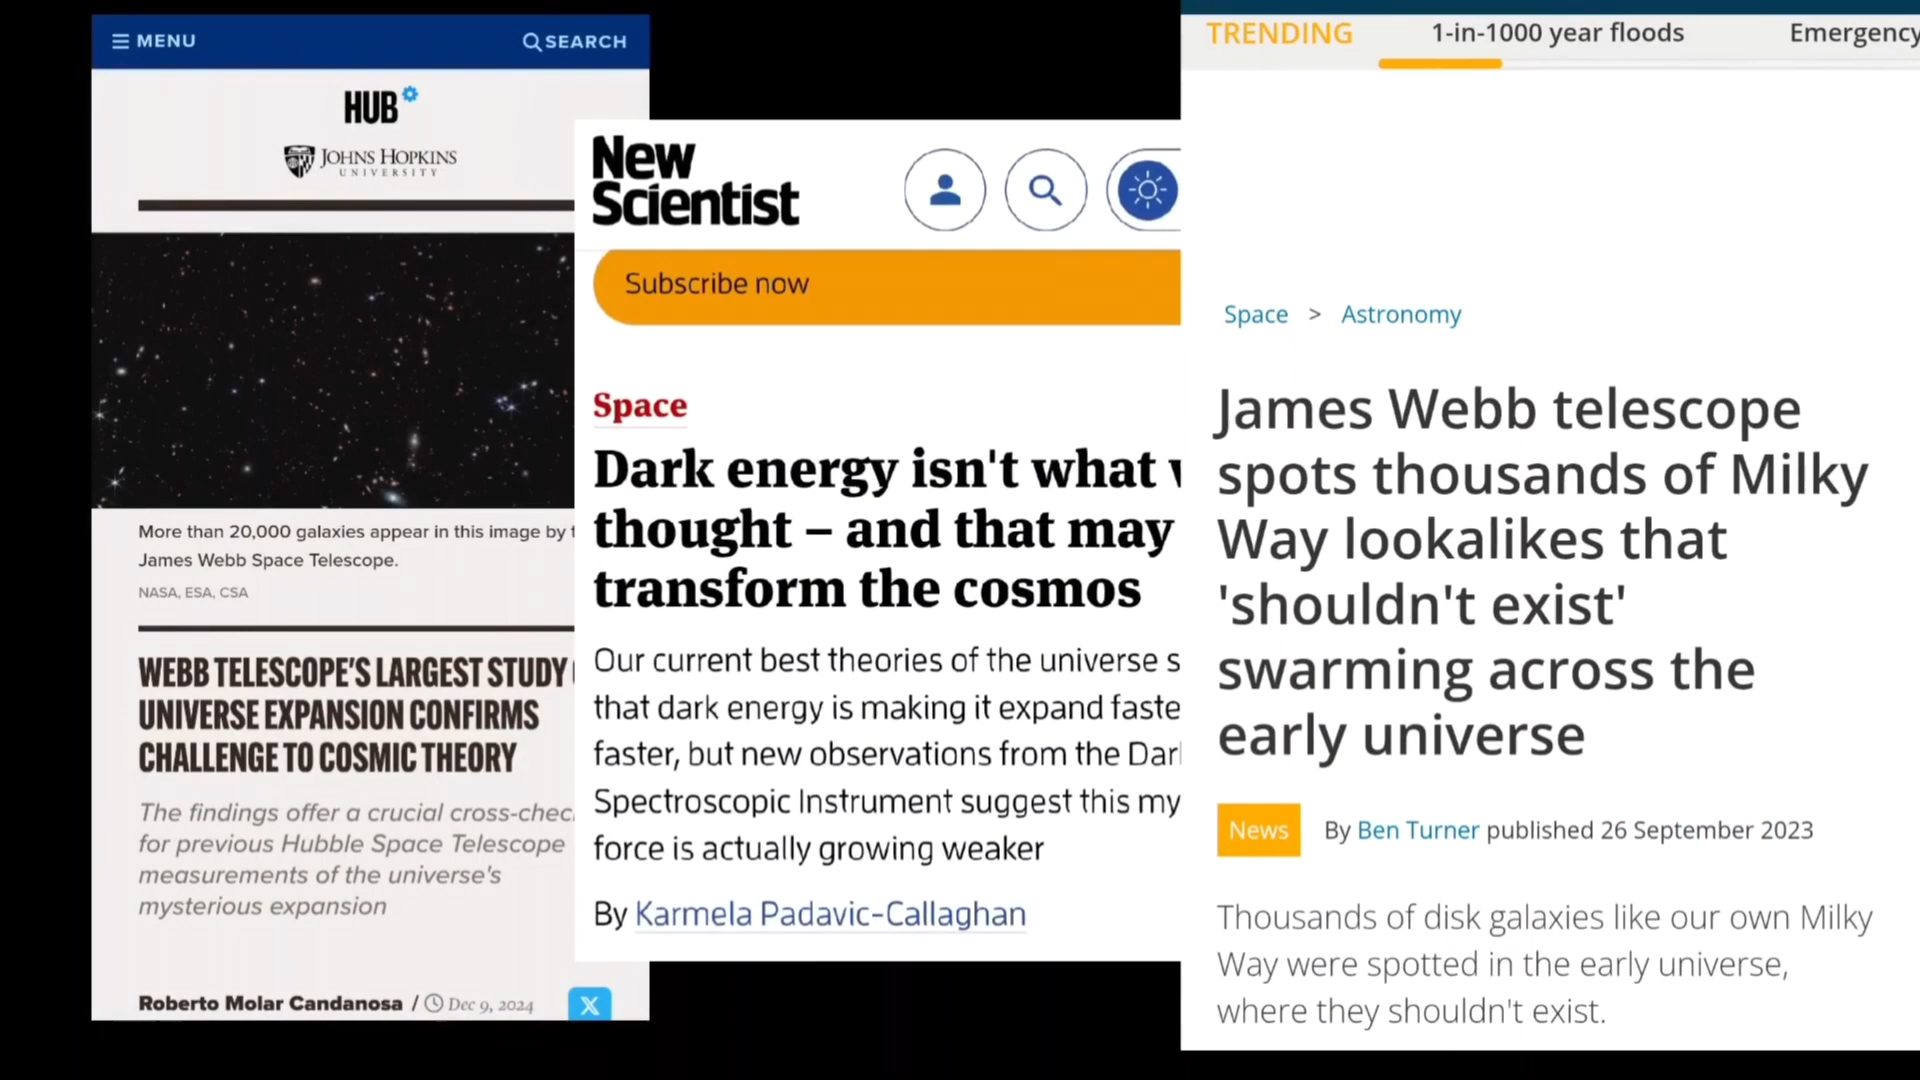 MENU
SEARCH
HUB
JOHNS HOPKINS
UNIVERSITY
More than 20,000 galaxies appear in this image by
James Webb Space Telescope.
NASA, ESA, CSA
WEBB TELESCOPE'S LARGEST STUDY
UNIVERSE EXPANSION CONFIRMS
CHALLENGE TO COSMIC THEORY
The findings offer a crucial cross-chec
for previous Hubble Space Telescope
measurements of the universe's
mysterious expansion
Roberto Molar Candanosa / Dec 9, 2024
X
New
Scientist
Subscribe now
Space
Dark energy isn't what
thought – and that may
transform the cosmos
Our current best theories of the universe s
that dark energy is making it expand faste
faster, but new observations from the Dar
Spectroscopic Instrument suggest this my
force is actually growing weaker
By Karmela Padavic-Callaghan
TRENDING
1-in-1000 year floods
Emergency
Space > Astronomy
James Webb telescope
spots thousands of Milky
Way lookalikes that
'shouldn't exist'
swarming across the
early universe
News By Ben Turner published 26 September 2023
Thousands of disk galaxies like our own Milky
Way were spotted in the early universe,
where they shouldn't exist.